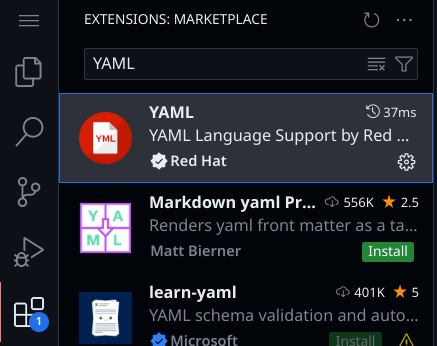 EXTENSIONS: MARKETPLACE
YAML
YAML
37ms
YML
YAML Language Support by Red ...
Red Hat
Markdown yaml Pr... 556K 2.5
Y A
M L
Renders yaml front matter as a ta...
Matt Bierner
Install
1
learn-yaml 401K 5
YAML schema validation and auto...
Microsoft
Install